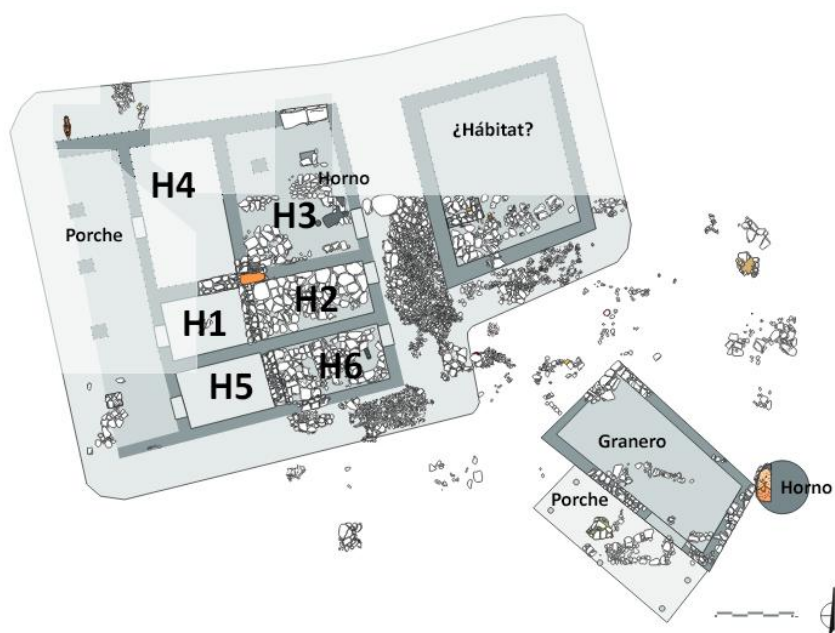 ¿Hábitat?
H4
Horno
H3
Porche
H2
H1
H6
H5
Granero
Horno
Porche